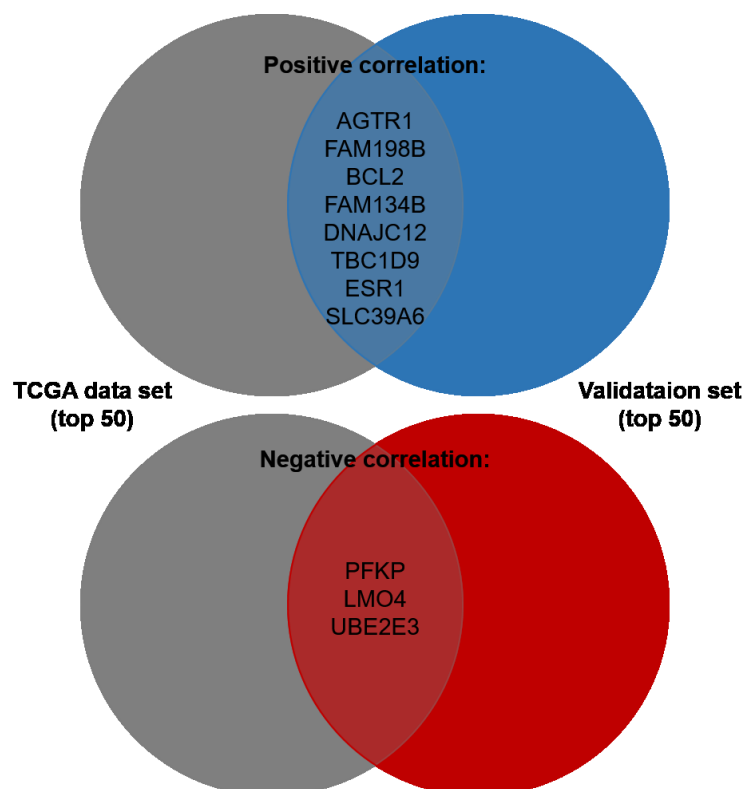 Positive correlation:
AGTR1
FAM198B
BCL2
FAM134B
DNAJC12
TBC1D9
ESR1
SLC39A6
TCGA data set
(top 50)
Validataion set
(top 50)
Negative correlation:
PFKP
LMO4
UBE2E3